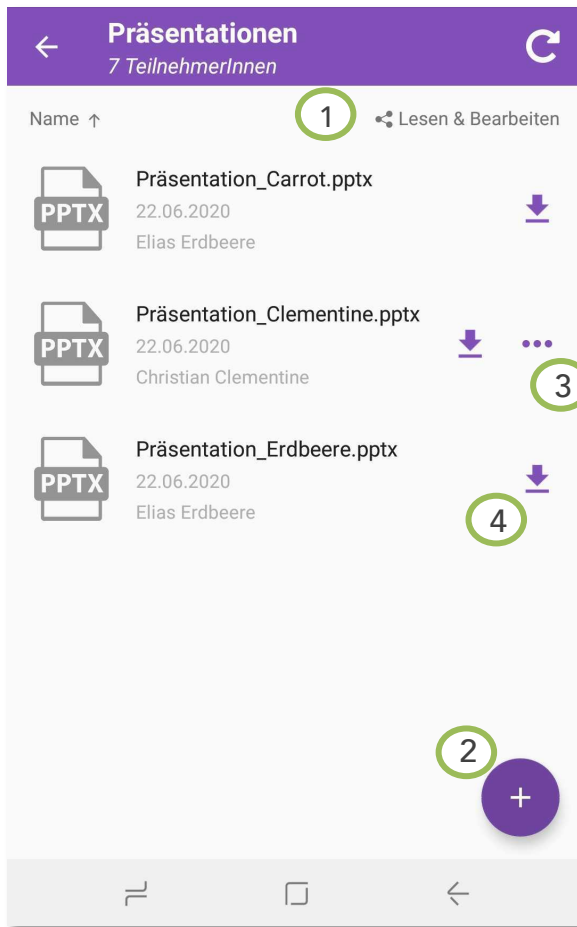 Präsentationen
7 TeilnehmerInnen
Name ↑
1
Lesen & Bearbeiten
PPTX
Präsentation_Carrot.pptx
22.06.2020
Elias Erdbeere
PPTX
Präsentation_Clementine.pptx
22.06.2020
Christian Clementine
3
PPTX
Präsentation_Erdbeere.pptx
22.06.2020
Elias Erdbeere
4
2
+